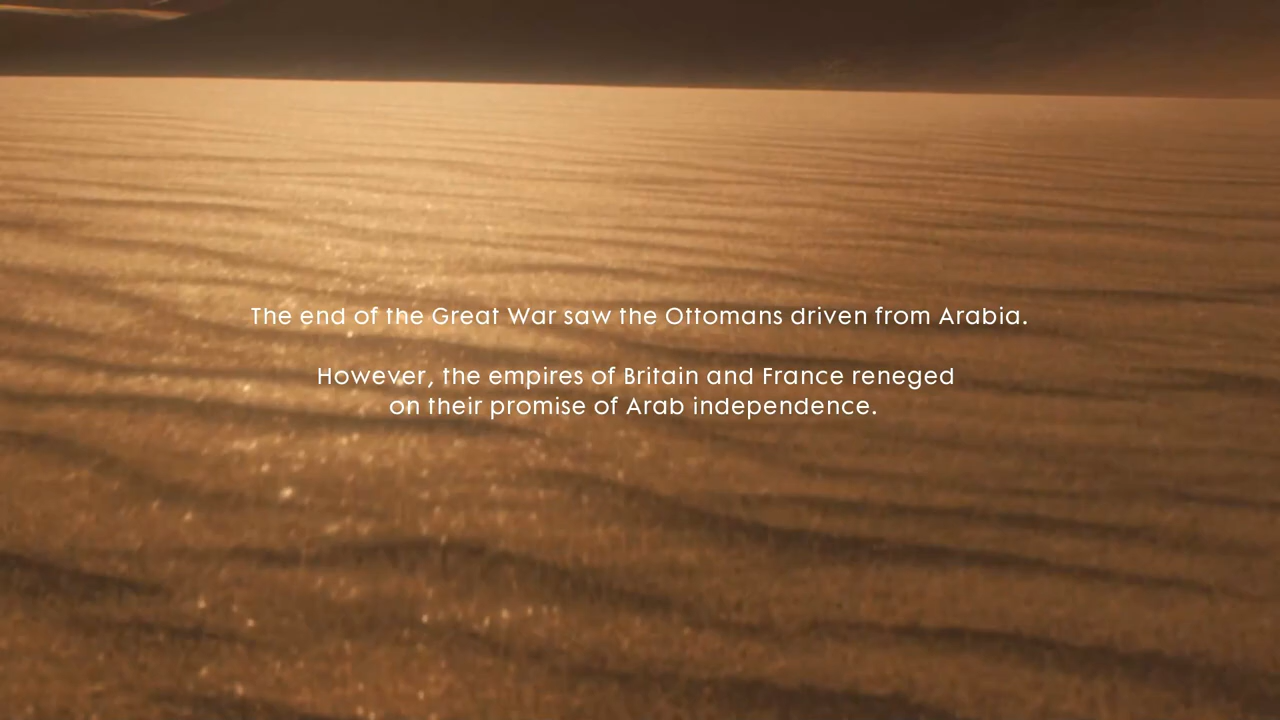 The end of the Great War saw the Ottomans driven from Arabia.
However, the empires of Britain and France reneged
on their promise of Arab independence.